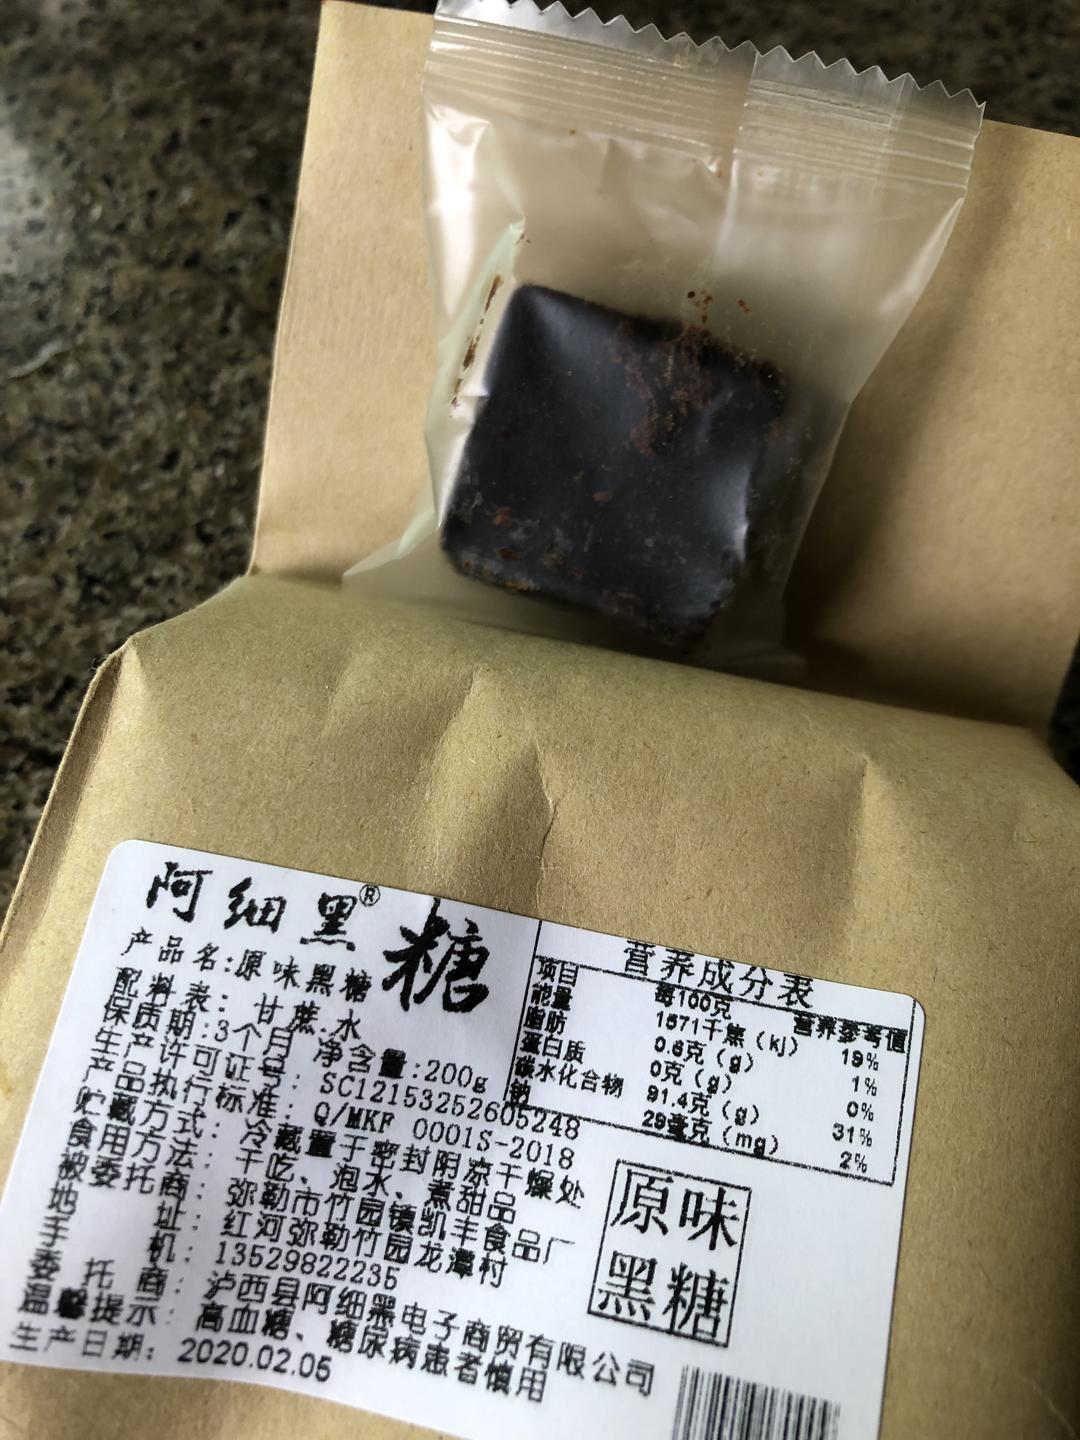 阿细黑®糖
产品名:原味黑糖
配料表:甘蔗.水
保质期:3个月 净含量:200g
生产许可证号: SC12153252605248
产品执行标准: Q/MKF 0001S-2018
贮藏方式: 冷藏置于密封阴凉干燥处
食用方法: 干吃、泡水、煮甜品
被委托商: 弥勒市竹园镇凯丰食品厂
地 址: 红河弥勒竹园龙潭村
手 机: 13529822235
委 托 商: 泸西县阿细黑电子商贸有限公司
温馨提示: 高血糖、糖尿病患者慎用
生产日期: 2020.02.05
营养成分表
项目 每100克 营养参考值
能量 1571千焦(kj) 19%
脂肪 0.6克(g) 1%
蛋白质 0克(g) 0%
碳水化合物 91.4克(g) 31%
钠 29毫克(mg) 2%
原味
黑糖